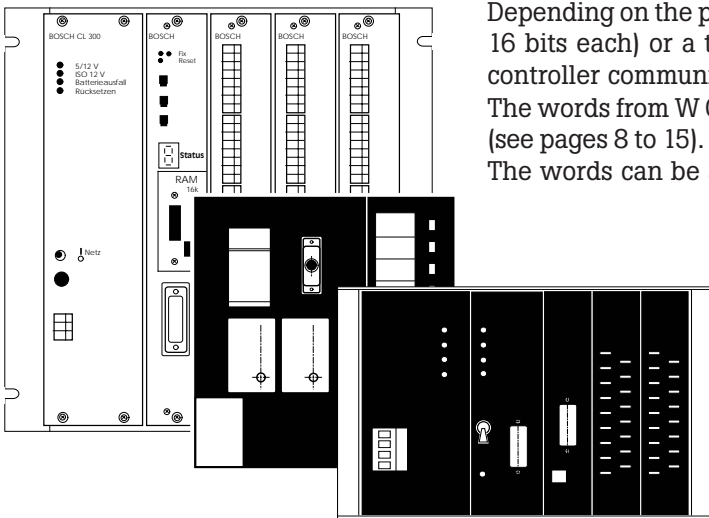 BOSCH CL 300
5/12 V
ISO 12 V
Batterieausfall
Rücksetzen
Netz
BOSCH
Fix
Reset
Status
RAM
16k
BOSCH
BOSCH
BOSCH
Depending on the p
16 bits each) or a t
controller communi
The words from W
(see pages 8 to 15).
The words can be